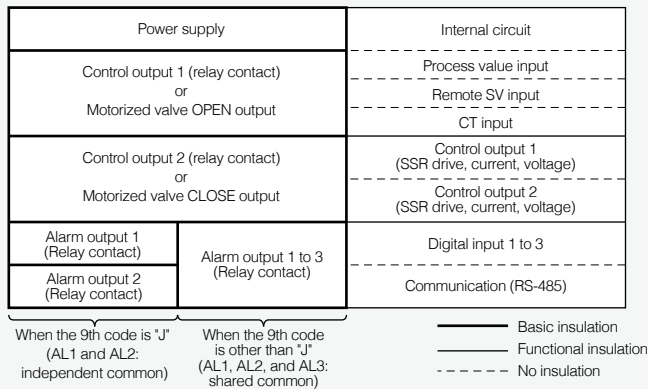 Power supply
Internal circuit
Control output 1 (relay contact)
or
Motorized valve OPEN output
Process value input
Remote SV input
CT input
Control output 2 (relay contact)
or
Motorized valve CLOSE output
Control output 1
(SSR drive, current, voltage)
Control output 2
(SSR drive, current, voltage)
Alarm output 1
(Relay contact)
Alarm output 2
(Relay contact)
Alarm output 1 to 3
(Relay contact)
Digital input 1 to 3
Communication (RS-485)
When the 9th code is "J"
(AL1 and AL2:
independent common)
When the 9th code
is other than "J"
(AL1, AL2, and AL3:
shared common)
Basic insulation
Functional insulation
No insulation